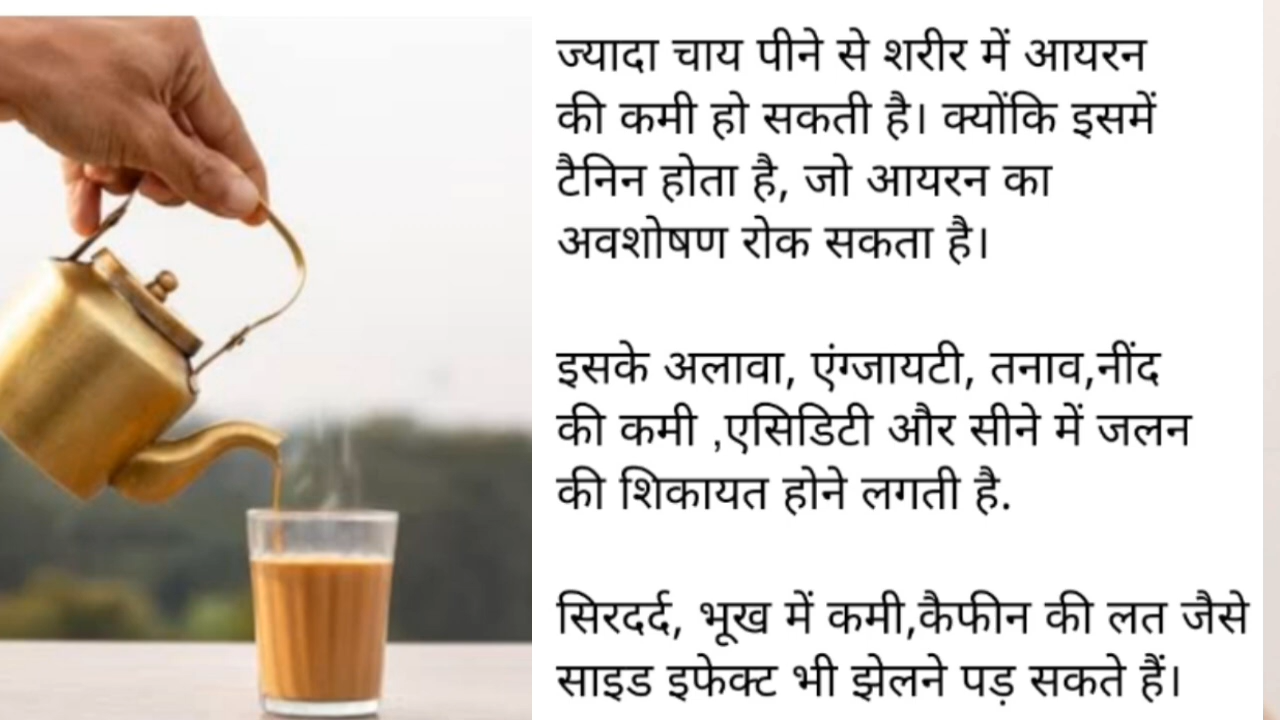 ज्यादा चाय पीने से शरीर में आयरन
की कमी हो सकती है। क्योंकि इसमें
टैनिन होता है, जो आयरन का
अवशोषण रोक सकता है।
इसके अलावा, एंग्जायटी, तनाव,नींद
की कमी ,एसिडिटी और सीने में जलन
की शिकायत होने लगती है.
सिरदर्द, भूख में कमी,कैफीन की लत जैसे
साइड इफेक्ट भी झेलने पड़ सकते हैं।